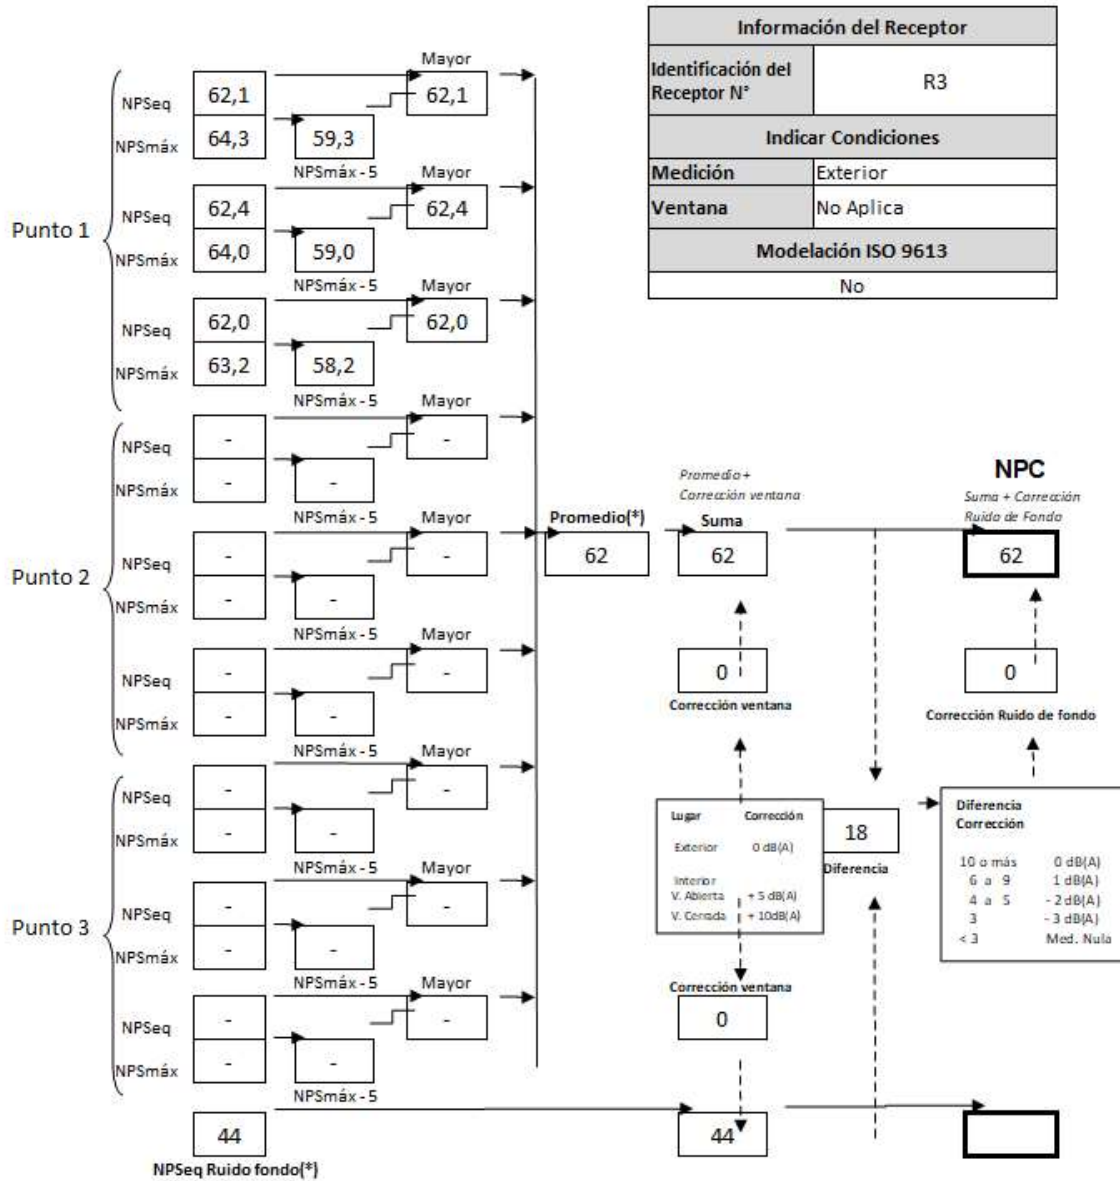 Información del Receptor
Identificación del
Receptor N°
R3
Indicar Condiciones
Medición
Exterior
Ventana
No Aplica
Modelación ISO 9613
No
Punto 1
Mayor
NPSeq
62,1
62,1
NPSmáx
64,3
59,3
NPSmáx - 5
Mayor
NPSeq
62,4
62,4
NPSmáx
64,0
59,0
NPSmáx - 5
Mayor
NPSeq
62,0
62,0
NPSmáx
63,2
58,2
NPSmáx - 5
Punto 2
Mayor
NPSeq
-
-
NPSmáx
-
-
NPSmáx - 5
Mayor
NPSeq
-
-
NPSmáx
-
-
NPSmáx - 5
Mayor
NPSeq
-
-
NPSmáx
-
-
NPSmáx - 5
Punto 3
Mayor
NPSeq
-
-
NPSmáx
-
-
NPSmáx - 5
Mayor
NPSeq
-
-
NPSmáx
-
-
NPSmáx - 5
Mayor
NPSeq
-
-
NPSmáx
-
-
NPSmáx - 5
44
NPSeq Ruido fondo(*)
Promedio(*)
62
Promedio +
Corrección ventana
Suma
62
0
Corrección ventana
Lugar Corrección
Exterior 0 dB(A)
Interior
V. Abierta + 5 dB(A)
V. Cerrada + 10dB(A)
Corrección ventana
0
44
18
Diferencia
NPC
Suma + Corrección
Ruido de Fondo
62
0
Corrección Ruido de fondo
Diferencia
Corrección
10 o más 0 dB(A)
6 a 9 1 dB(A)
4 a 5 - 2 dB(A)
3 - 3 dB(A)
< 3 Med. Nula